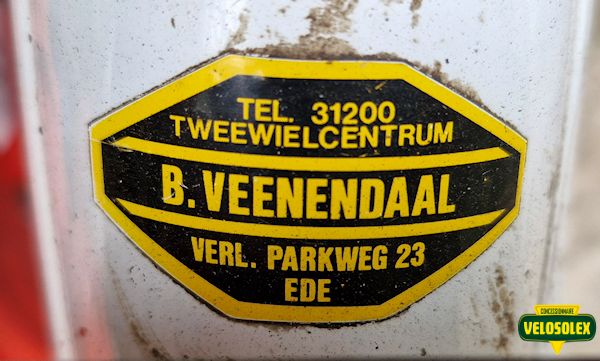 TEL. 31200
TWEEWIELCENTRUM
B. VEENENDAAL
VERL. PARKWEG 23
EDE
CONCESSIONNAIRE
VELOSOLEX